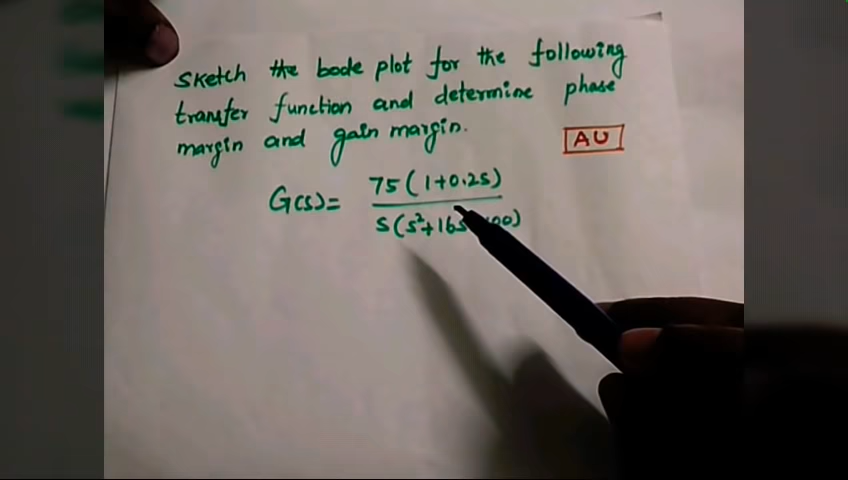 Sketch the bode plot for the following
transfer function and determine phase
margin and gain margin.
AU
G(s)= 75(1+0.2s)
s(s²+16s 00)